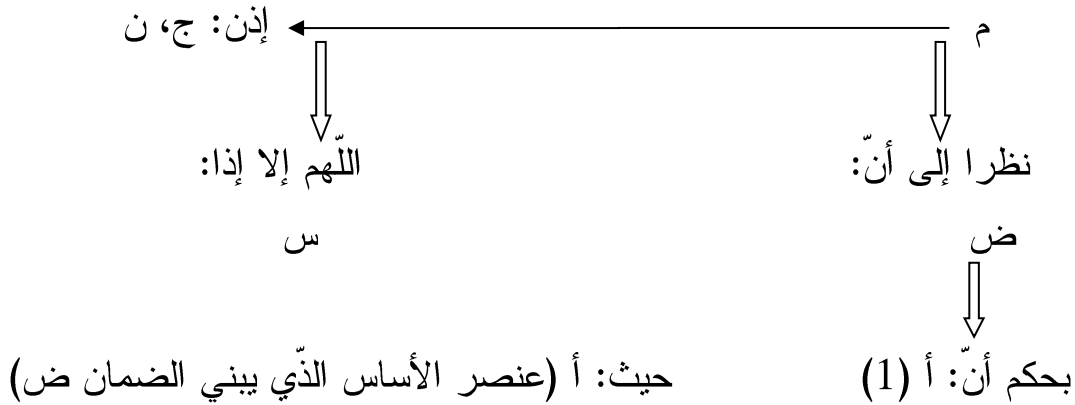 م إذن: ج، ن
نظرا إلى أنّ: اللّهم إلا إذا:
ض س
بحكم أنّ: أ (1) حيث: أ (عنصر الأساس الذّي يبني الضمان ض)